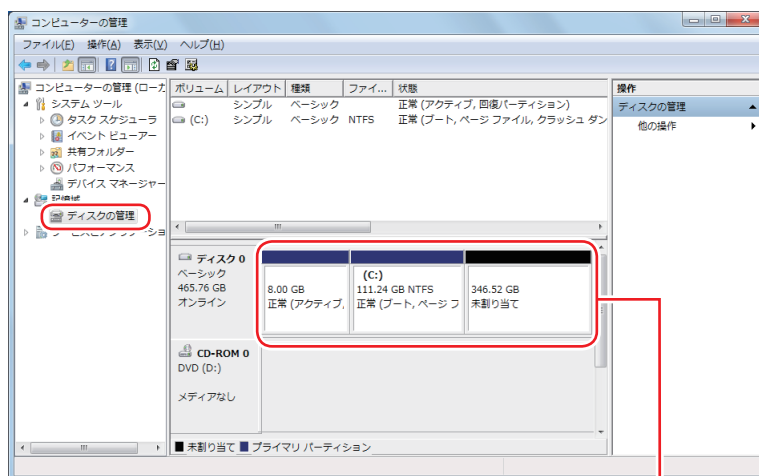 コンピューターの管理
ファイル(F) 操作(A) 表示(V) ヘルプ(H)
コンピューターの管理 (ローカ
システム ツール
タスク スケジューラ
イベント ビューアー
共有フォルダー
パフォーマンス
デバイス マネージャー
記憶域
ディスクの管理
ボリューム レイアウト 種類 ファイ... 状態
シンプル ベーシック 正常 (アクティブ, 回復パーティション)
(C:) シンプル ベーシック NTFS 正常 (ブート, ページ ファイル, クラッシュ ダン
ディスク 0
ベーシック
465.76 GB
オンライン
8.00 GB
正常 (アクティブ,
(C:)
111.24 GB NTFS
正常 (ブート, ページ フ
346.52 GB
未割り当て
CD-ROM 0
DVD (D:)
メディアなし
未割り当て プライマリ パーティション
操作
ディスクの管理
他の操作